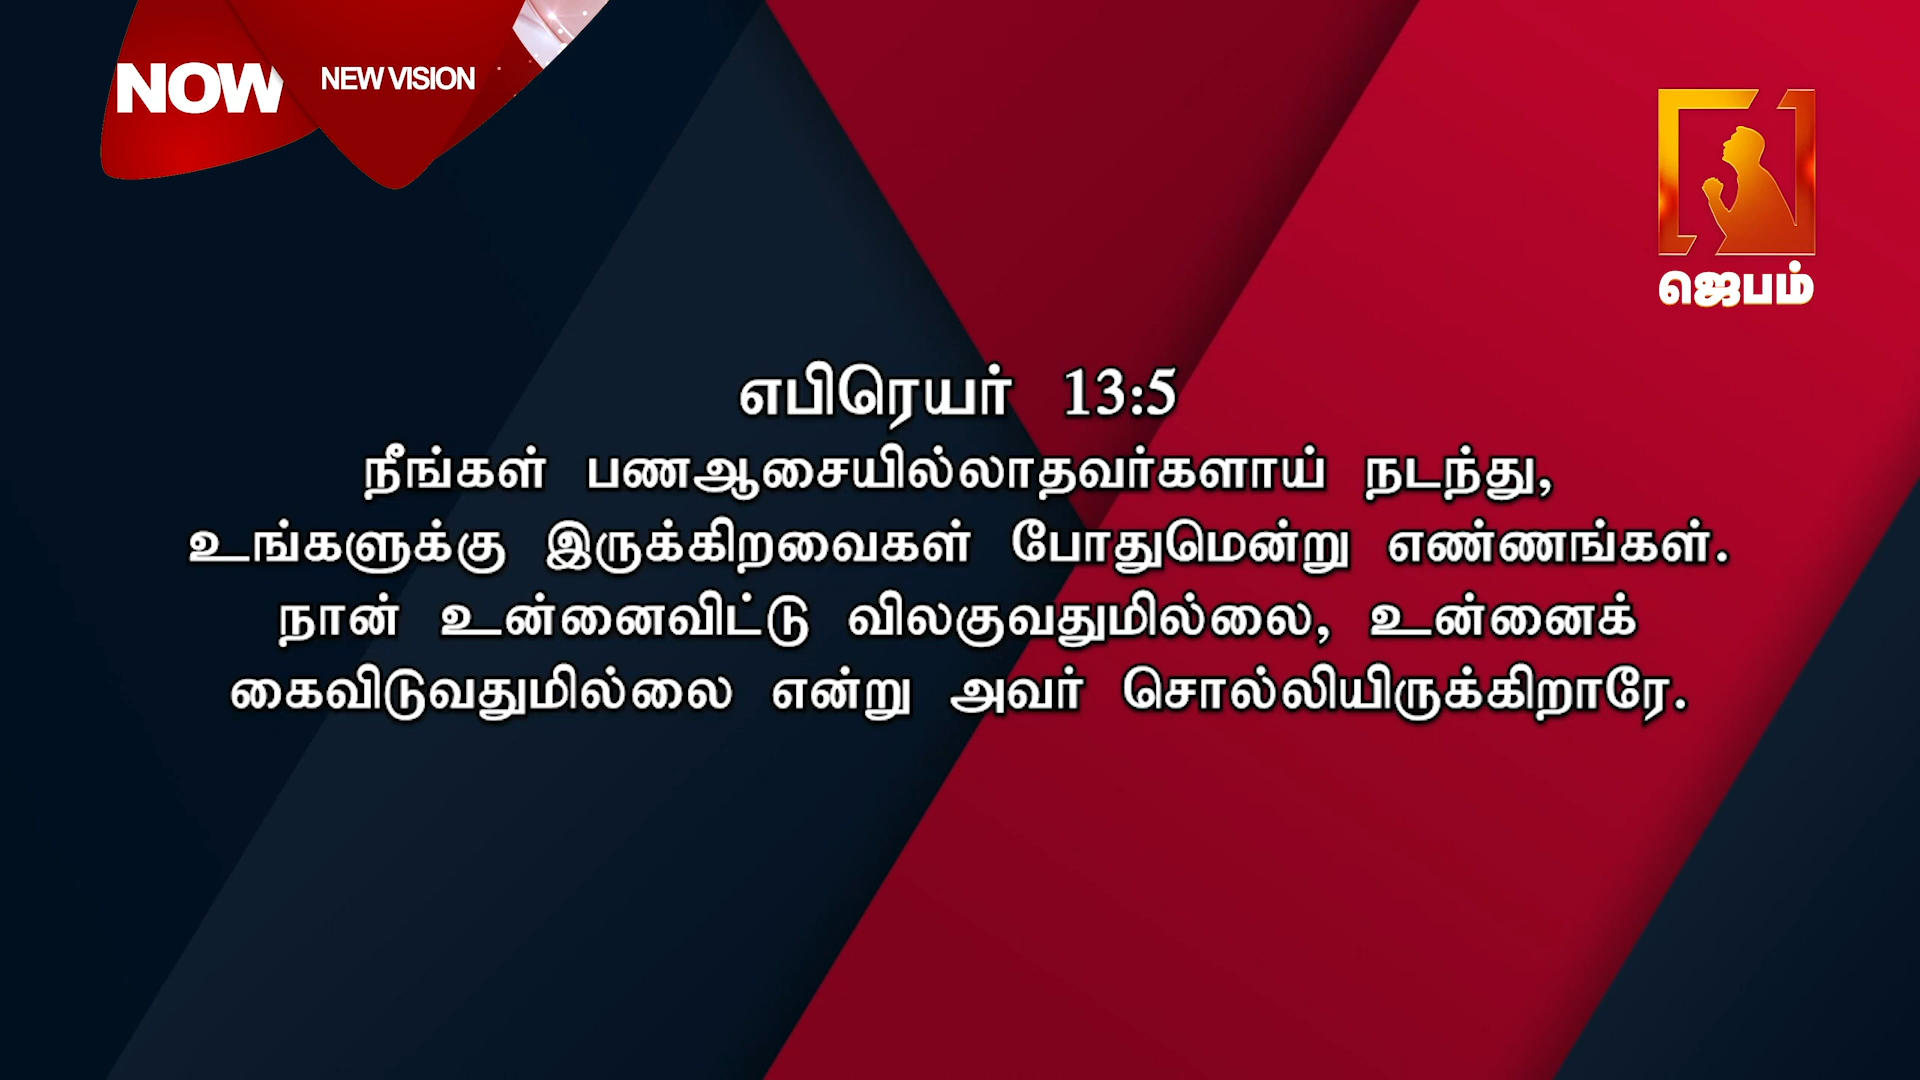 NOW NEW VISION
ஜெபம்
எபிரெயர் 13:5
நீங்கள் பணஆசையில்லாதவர்களாய் நடந்து,
உங்களுக்கு இருக்கிறவைகள் போதுமென்று எண்ணங்கள்.
நான் உன்னைவிட்டு விலகுவதுமில்லை, உன்னைக்
கைவிடுவதுமில்லை என்று அவர் சொல்லியிருக்கிறாரே.